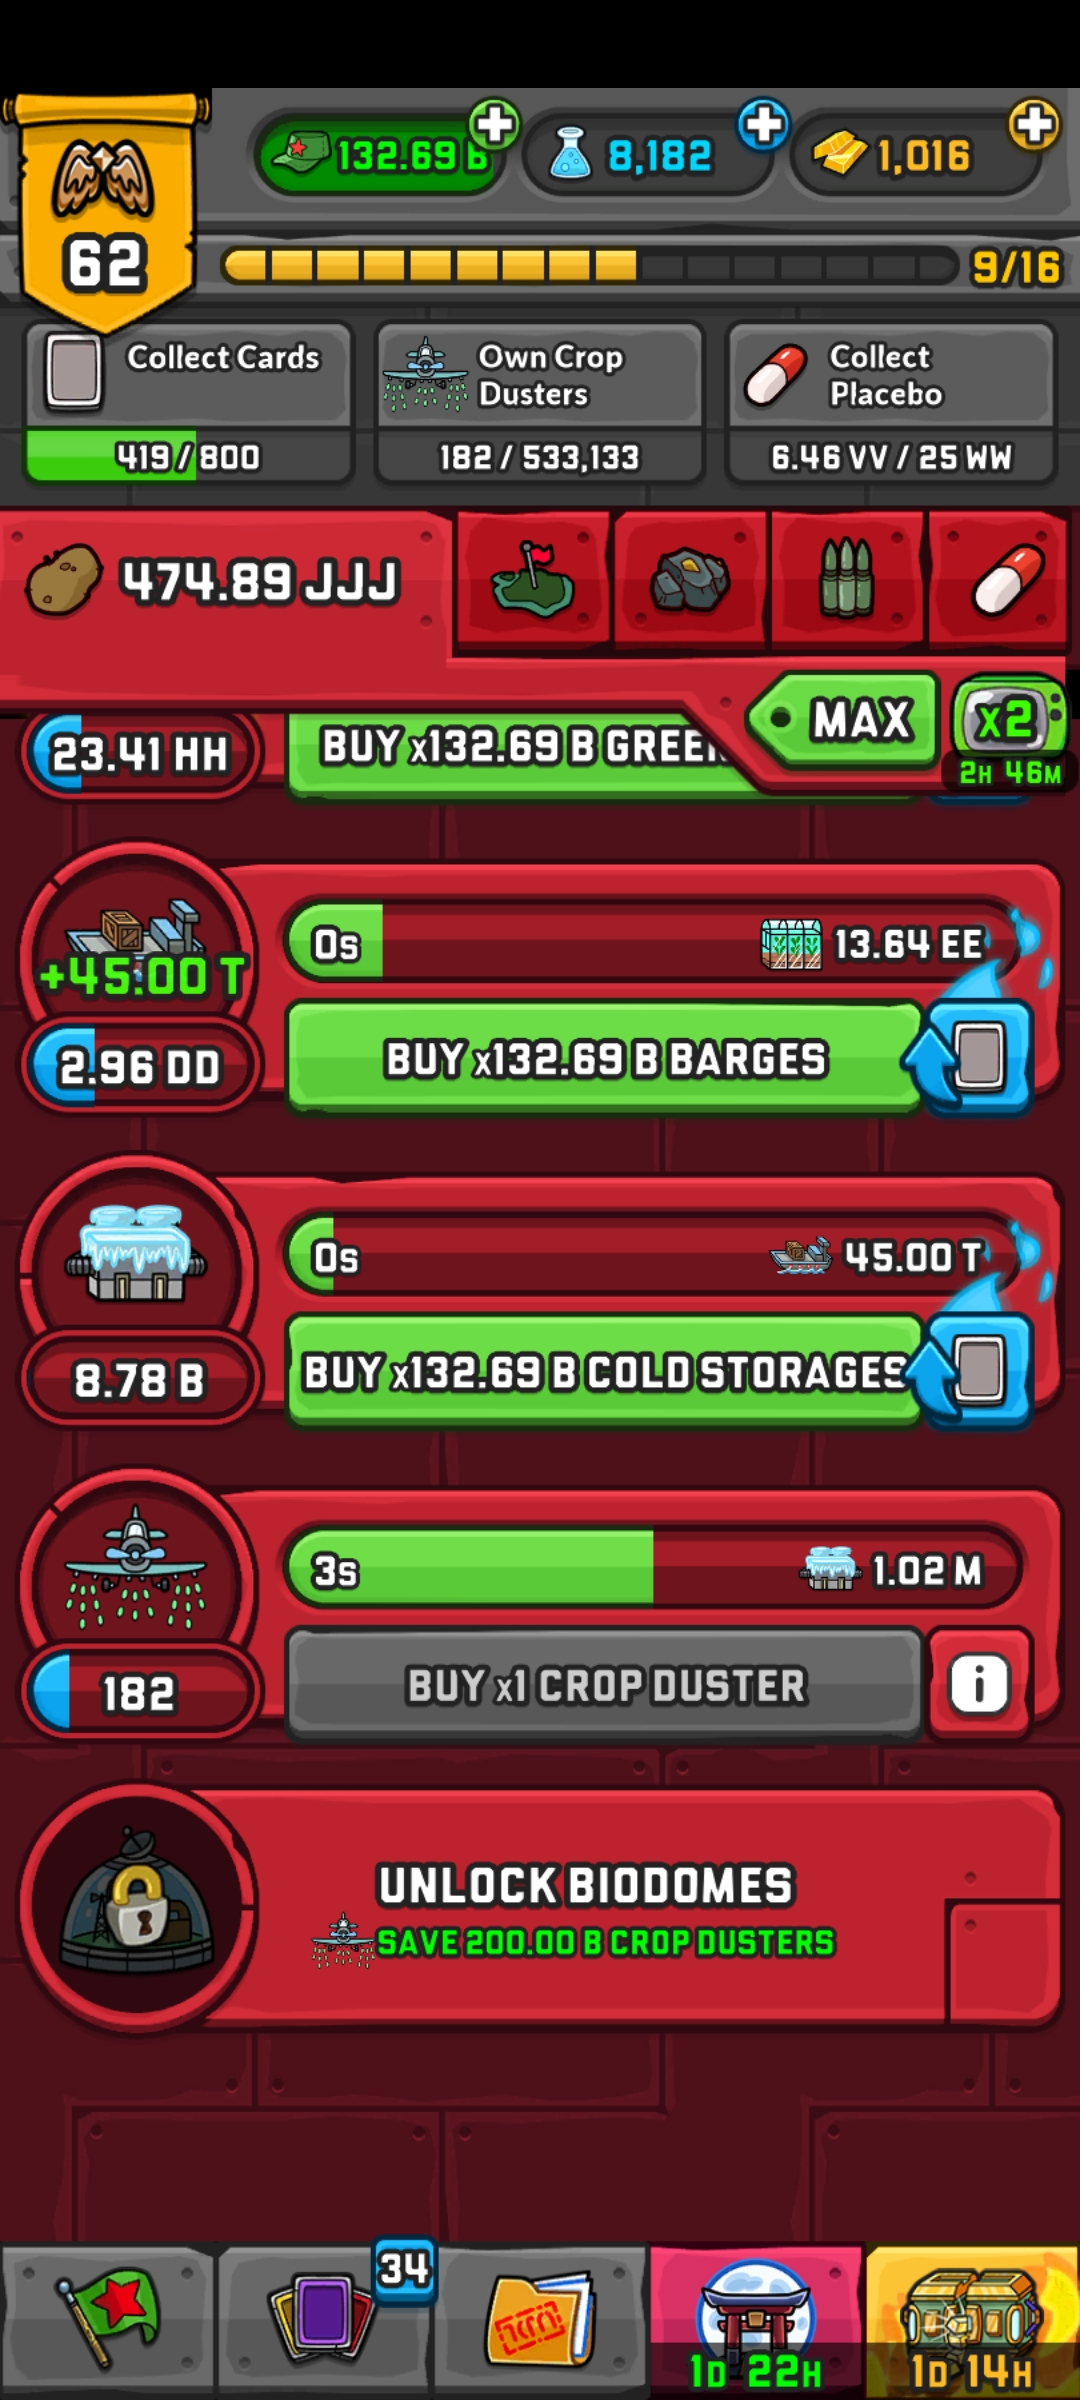 132.69 B
8,182
1,016
62
9/16
Collect Cards
419 / 800
Own Crop
Dusters
182 / 533,133
Collect
Placebo
6.46 VV / 25 WW
474.89 JJJ
MAX
x2
2H 46M
23.41 HH
BUY x132.69 B
+45.00 T
0s
13.64 EE
2.96 DD
BUY x132.69 B BARGES
0s
45.00 T
8.78 B
BUY x132.69 B COLD STORAGES
3s
1.02 M
182
BUY x1 CROP DUSTER
i
UNLOCK BIODOMES
SAVE 200.00 B CROP DUSTERS
34
1D 22H
1D 14H